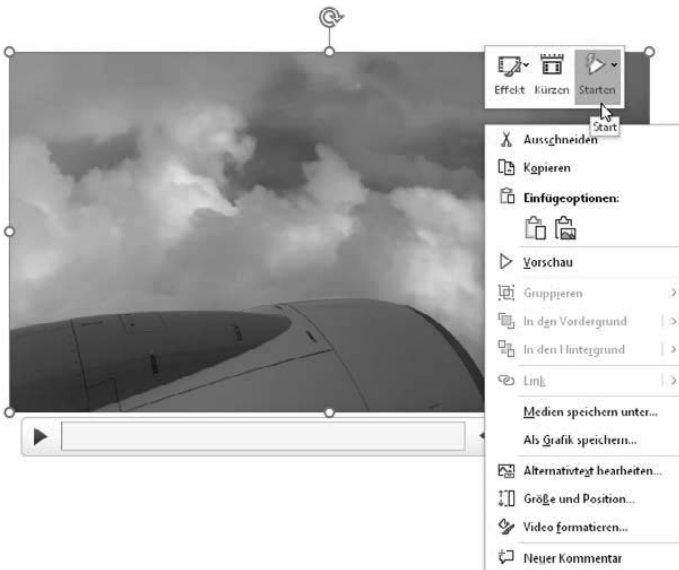 Effekt Kürzen Starten
Start
Ausschneiden
Kopieren
Einfügeoptionen:
Vorschau
Gruppieren
In den Vordergrund
In den Hintergrund
Link
Medien speichern unter...
Als Grafik speichern...
Alternativtext bearbeiten...
Größe und Position...
Video formatieren...
Neuer Kommentar